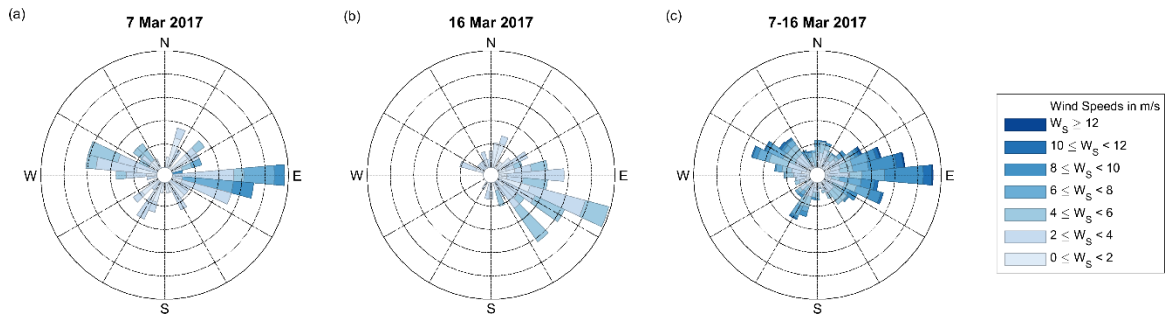 (a)
7 Mar 2017
N
W
E
S
(b)
16 Mar 2017
N
W
E
S
(c)
7-16 Mar 2017
N
W
E
S
Wind Speeds in m/s
W_S ≥ 12
10 ≤ W_S < 12
8 ≤ W_S < 10
6 ≤ W_S < 8
4 ≤ W_S < 6
2 ≤ W_S < 4
0 ≤ W_S < 2